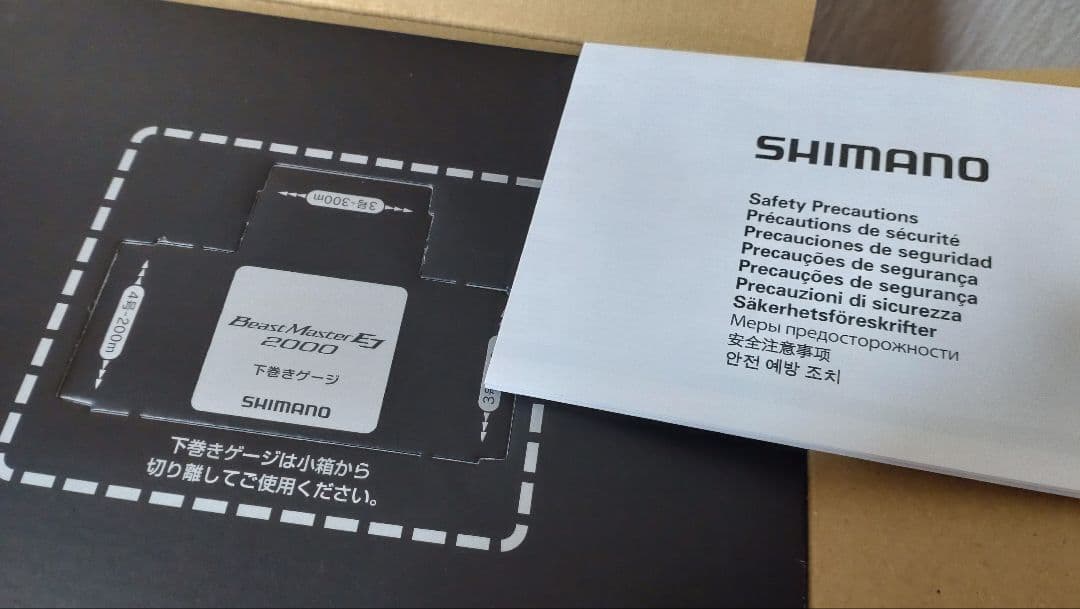 3号-300m
4号-200m
BeastMaster EJ
2000
下巻きゲージ
SHIMANO
下巻きゲージは小箱から
切り離してご使用ください。
SHIMANO
Safety Precautions
Précautions de sécurité
Precauciones de seguridad
Precauções de segurança
Precauções de segurança
Precauzioni di sicurezza
Säkerhetsföreskrifter
Меры предосторожности
安全注意事项
안전 예방 조치